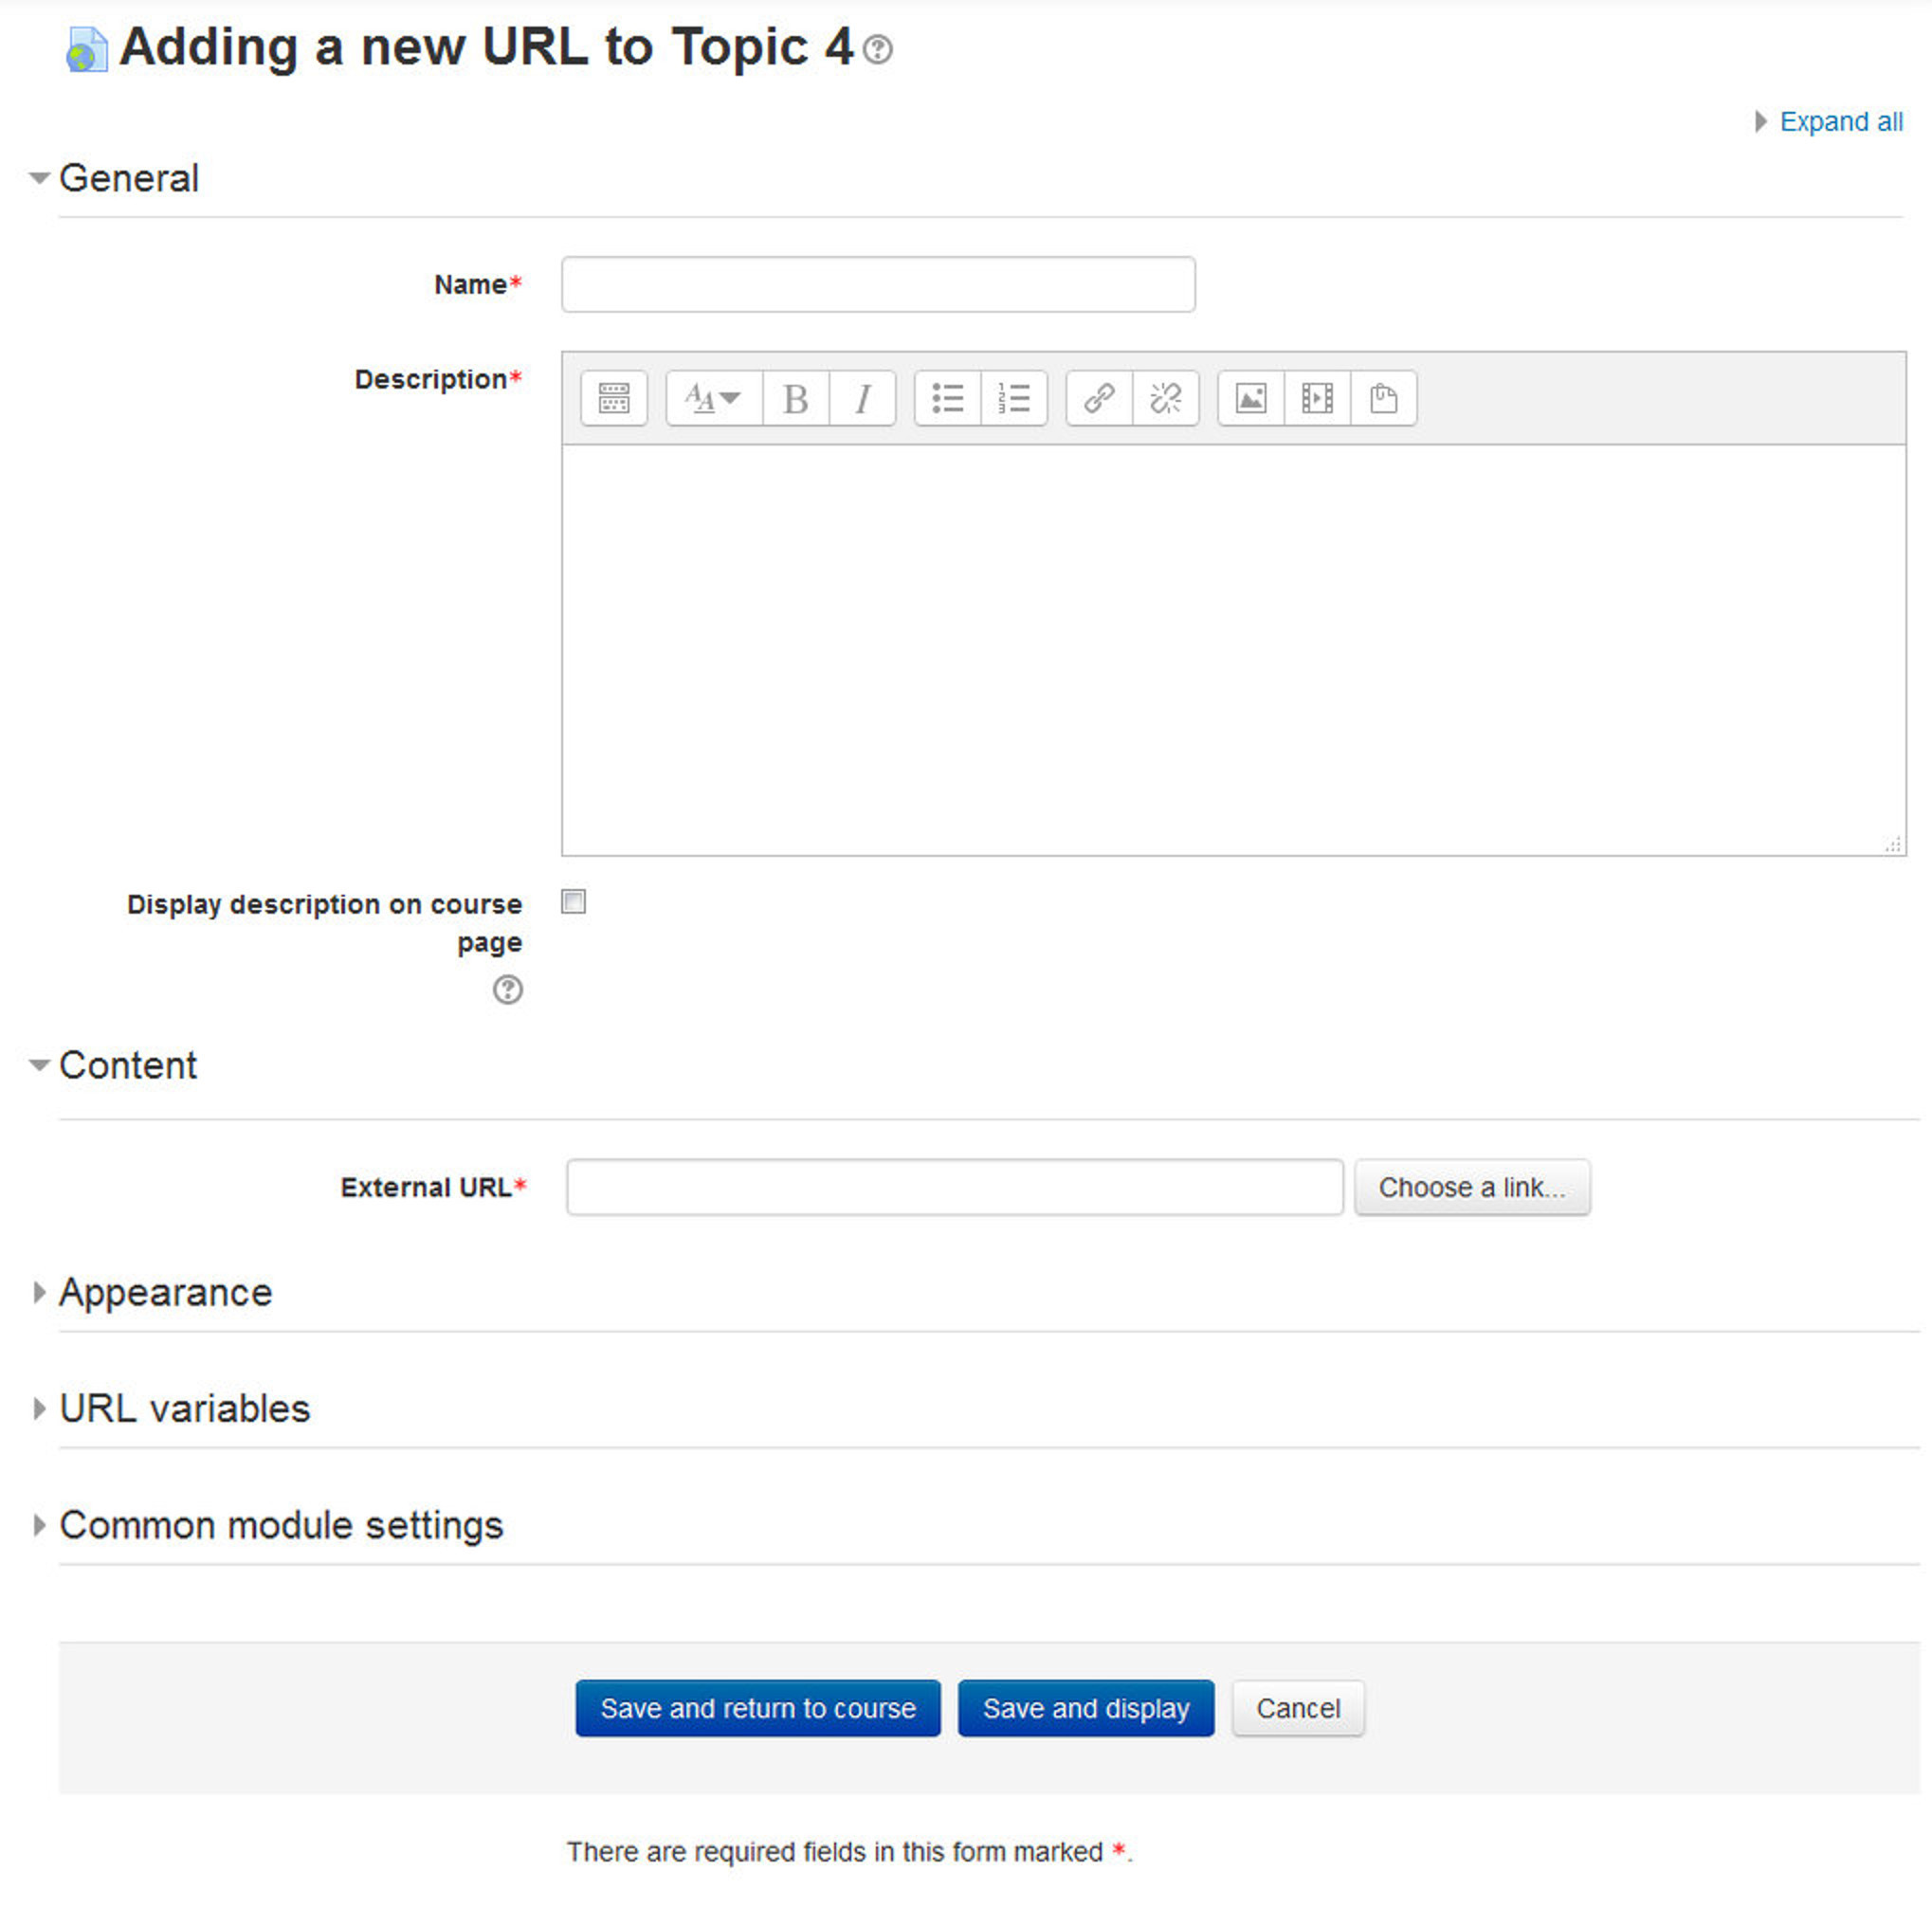 Adding a new URL to Topic 4
Expand all
General
Name*
Description*
Display description on course
page
Content
External URL*
Choose a link...
Appearance
URL variables
Common module settings
Save and return to course
Save and display
Cancel
There are required fields in this form marked *.